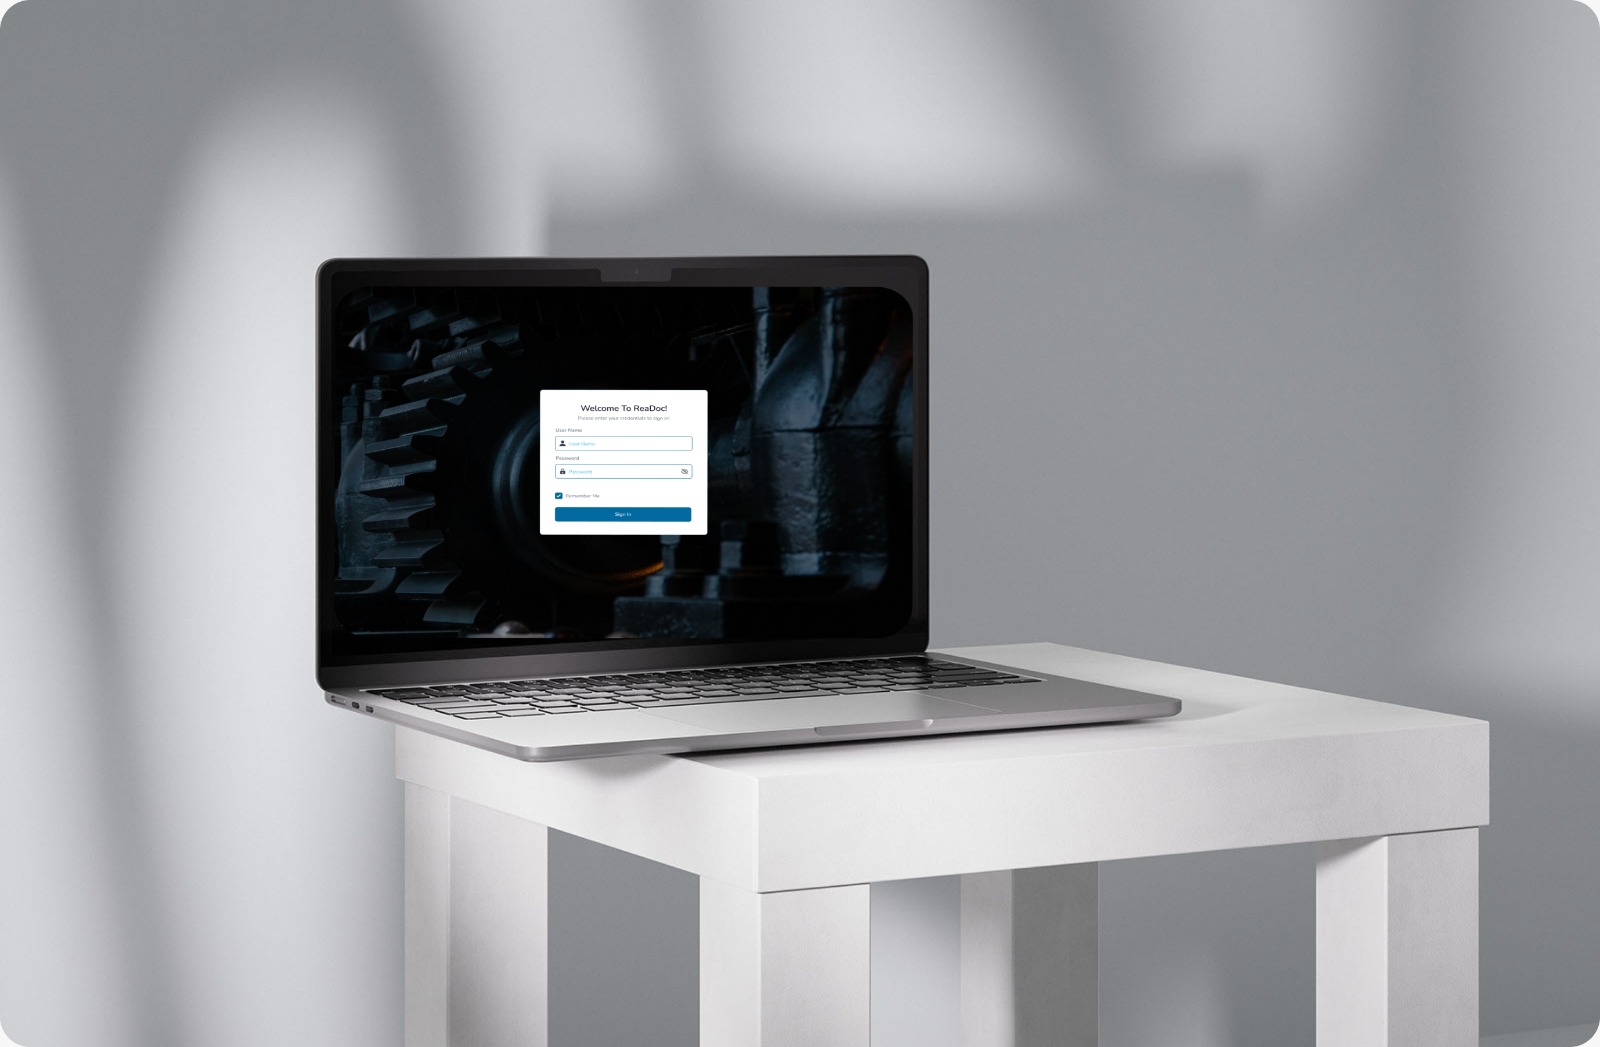 Welcome To ReaDoc!
Please enter your credentials to sign in
User Name
User Name
Password
Password
Remember Me
Sign In